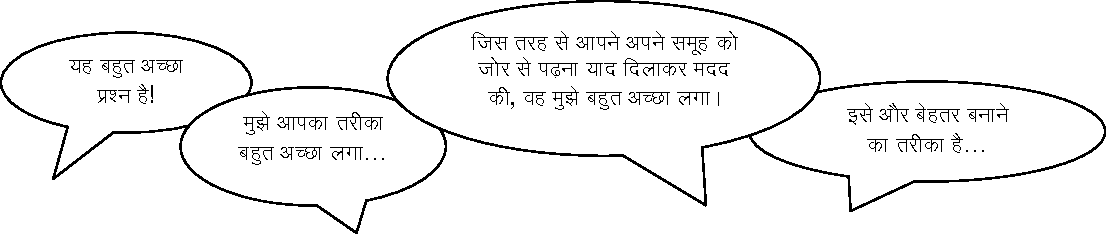 यह बहुत अच्छा
प्रश्न है!
मुझे आपका तरीका
बहुत अच्छा लगा...
जिस तरह से आपने अपने समूह को
जोर से पढ़ना याद दिलाकर मदद
की, वह मुझे बहुत अच्छा लगा।
इसे और बेहतर बनाने
का तरीका है...